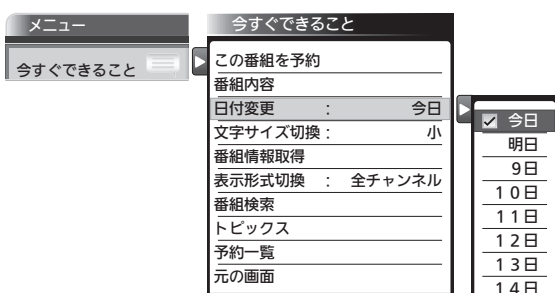 メニュー
今すぐできること
今すぐできること
この番組を予約
番組内容
日付変更 : 今日
文字サイズ切換 : 小
番組情報取得
表示形式切換 : 全チャンネル
番組検索
トピックス
予約一覧
元の画面
今日
明日
9日
10日
11日
12日
13日
14日